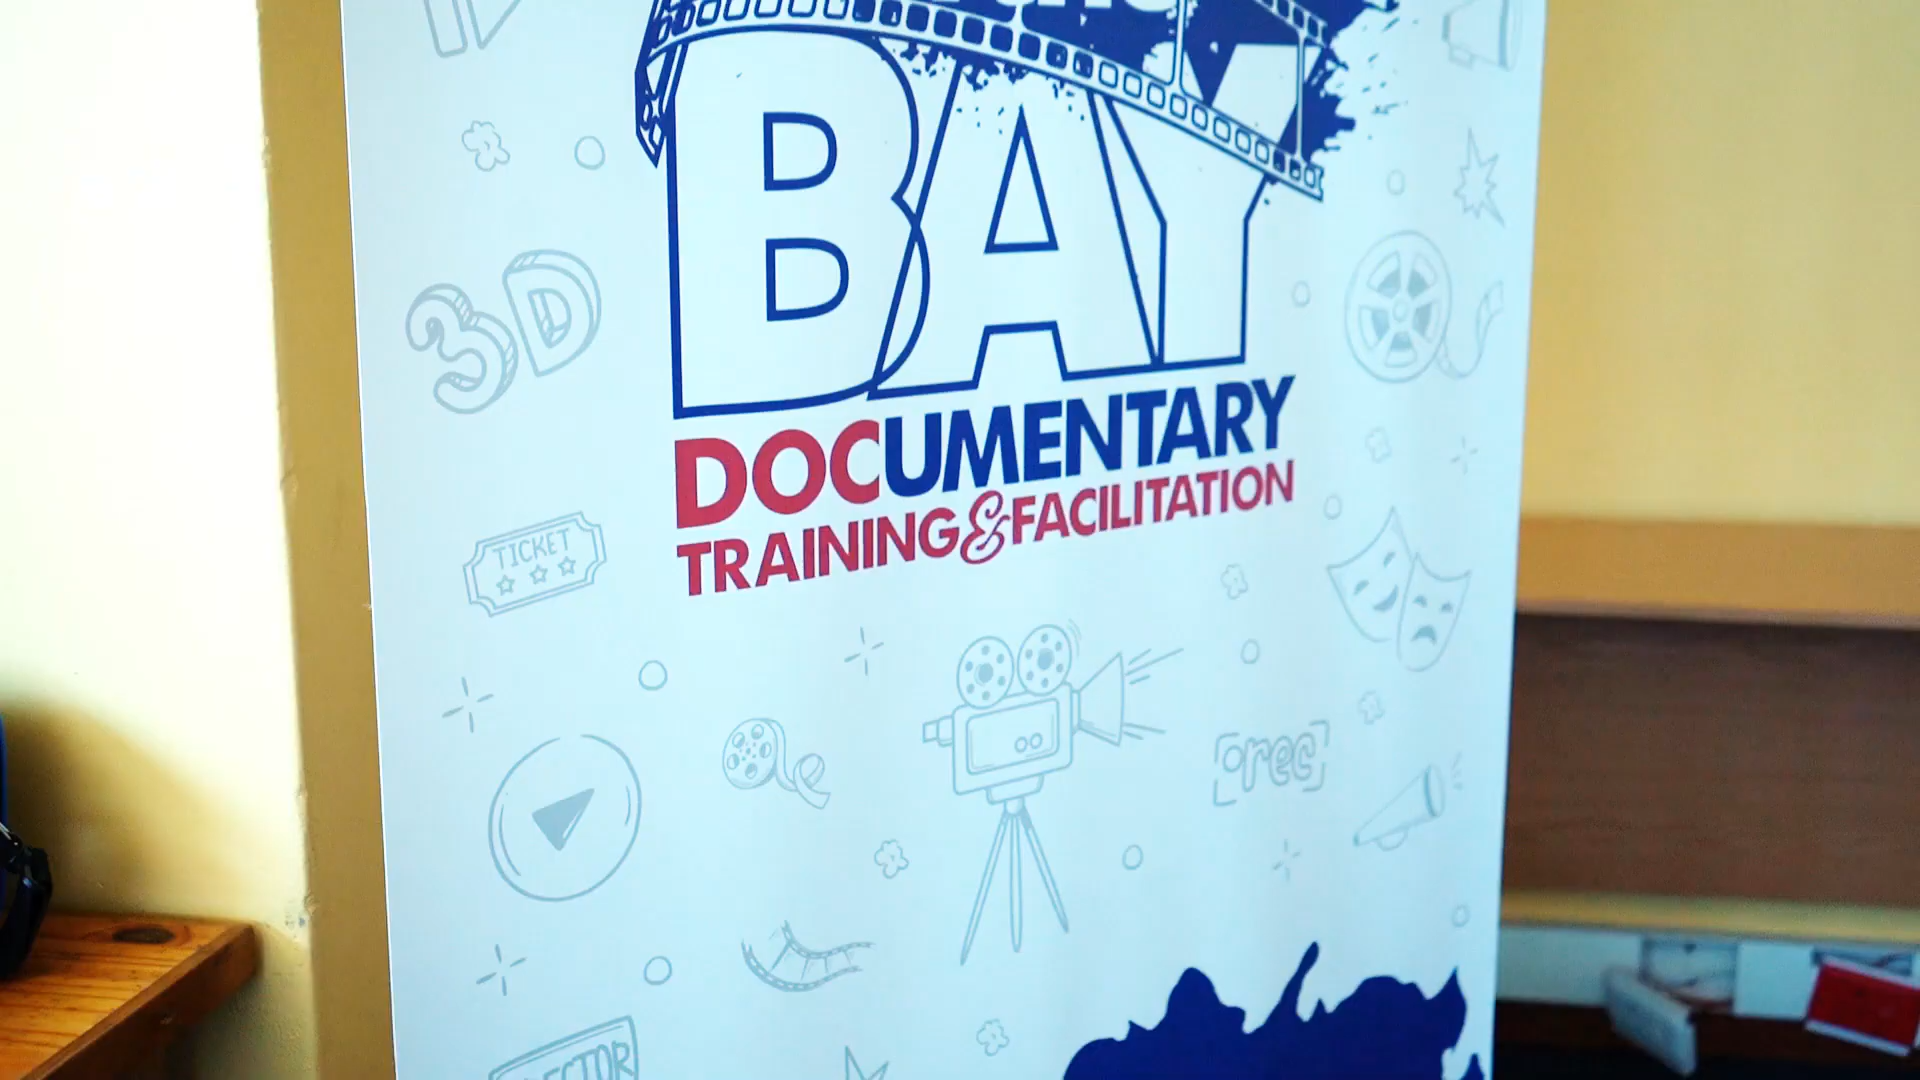 BAY
DOCUMENTARY
TRAINING & FACILITATION
3D
TICKET
rec